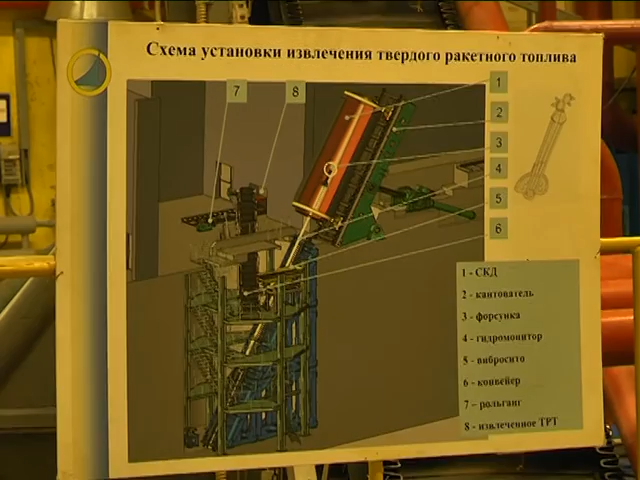 Схема установки извлечения твердого ракетного топлива
7
8
1
2
3
4
5
6
1 - СКД
2 - кантователь
3 - форсунка
4 - гидромонитор
5 - вибросито
6 - конвейер
7 – рольганг
8 - извлеченное ТРТ